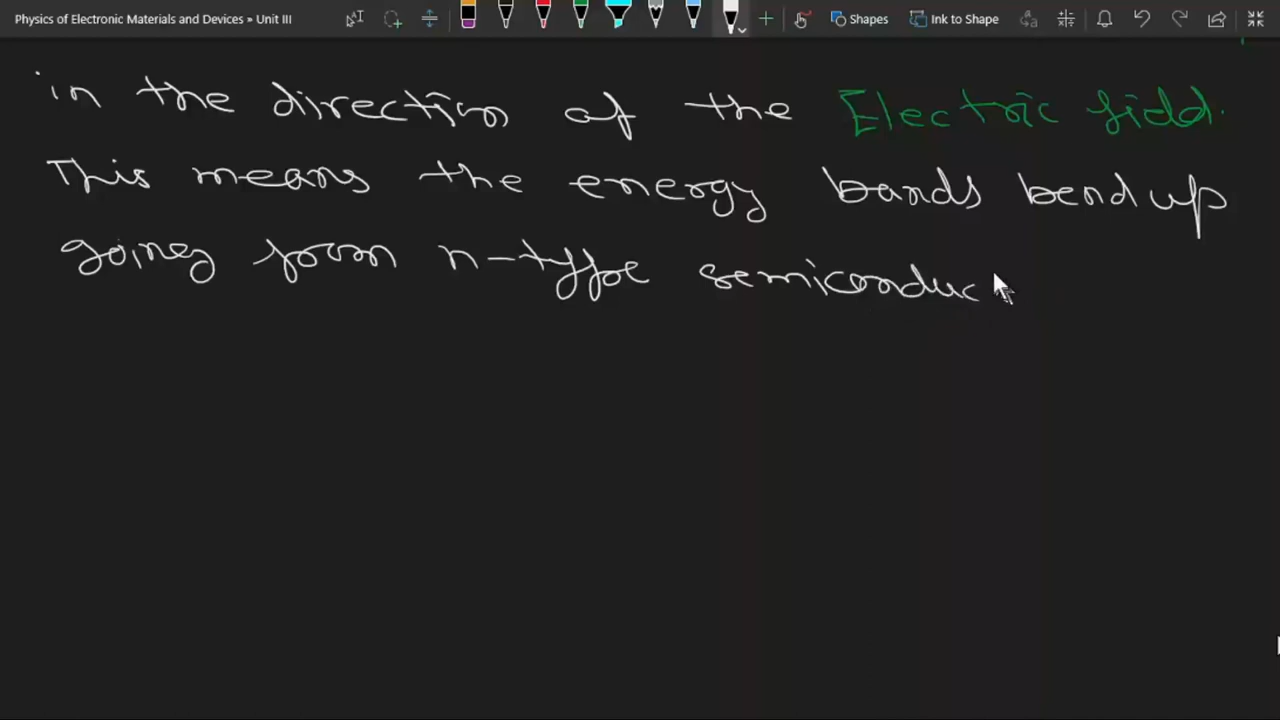 Physics of Electronic Materials and Devices » Unit III
Shapes
Ink to Shape
in the direction of the Electric field.
This means the energy bands bend up
going from n-type semiconduc